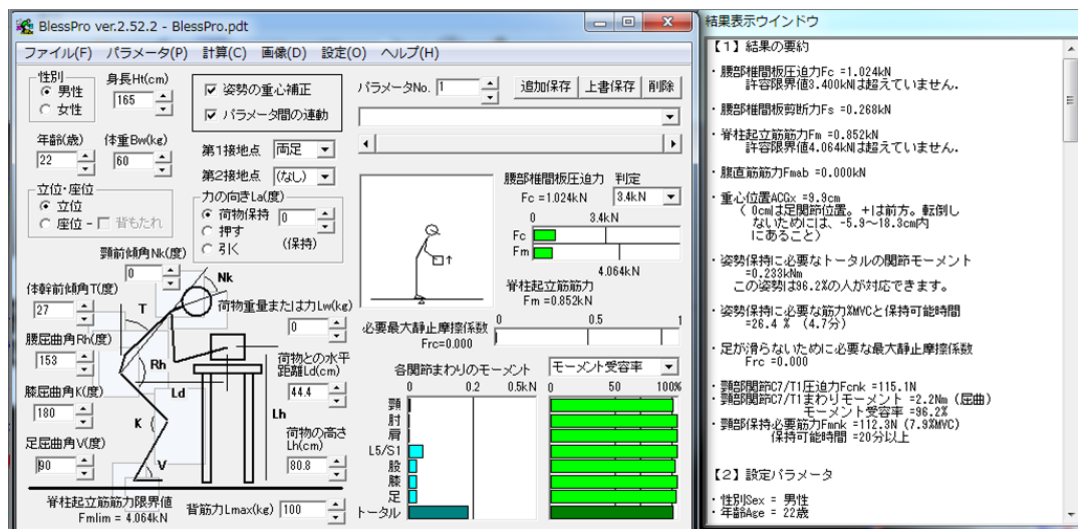 BlessPro ver.2.52.2 - BlessPro.pdt
ファイル(F) パラメータ(P) 計算(C) 画像(D) 設定(O) ヘルプ(H)
性別
男性
女性
身長Ht(cm)
165
年齢(歳)
22
体重Bw(kg)
60
立位・座位
立位
座位 - 背もたれ
姿勢の重心補正
パラメータ間の連動
第1接地点 両足
第2接地点 (なし)
力の向きLa(度)
荷物保持 0
押す
引く
(保持)
パラメータNo. 1
追加保存 上書保存 削除
頸前傾角Nk(度)
0
体幹前傾角T(度)
27
腰屈曲角Rh(度)
153
膝屈曲角K(度)
180
足屈曲角V(度)
90
Nk
T
Rh
Ld
K
V
Lh
荷物重量または力Lw(kg)
0
荷物との水平
距離Ld(cm)
44.4
荷物の高さ
Lh(cm)
80.8
脊柱起立筋筋力限界値
Fmlim = 4.064kN
背筋力Lmax(kg) 100
腰部椎間板圧迫力 判定
Fc =1.024kN 3.4kN
0 3.4kN
Fc
Fm
4.064kN
脊柱起立筋筋力
Fm =0.852kN
必要最大静止摩擦係数
Frc=0.000
0 0.5 1
各関節まわりのモーメント
モーメント受容率
0 0.2 0.5kN
0 50 100%
頸
肘
肩
L5/S1
股
膝
足
トータル
結果表示ウインドウ
【1】結果の要約
・腰部椎間板圧迫力Fc =1.024kN
許容限界値3.400kNは超えていません.
・腰部椎間板剪断力Fs =0.268kN
・脊柱起立筋筋力Fm =0.852kN
許容限界値4.064kNは超えていません.
・腹直筋筋力Fmab =0.000kN
・重心位置ACGx =9.9cm
( 0cmは足関節位置。+は前方。転倒し
ないためには、-5.9～18.3cm内
にあること)
・姿勢保持に必要なトータルの関節モーメント
=0.233kNm
この姿勢は96.2%の人が対応できます。
・姿勢保持に必要な筋力%MVCと保持可能時間
=26.4 % (4.7分)
・足が滑らないために必要な最大静止摩擦係数
Frc =0.000
・頸部関節C7/T1圧迫力Fcnk =115.1N
・頸部関節C7/T1まわりモーメント =2.2Nm (屈曲)
モーメント受容率 =96.2%
・頸部保持必要筋力Fmnk =112.3N (7.9%MVC)
保持可能時間 =20分以上
【2】設定パラメータ
・性別Sex = 男性
・年齢Age = 22歳